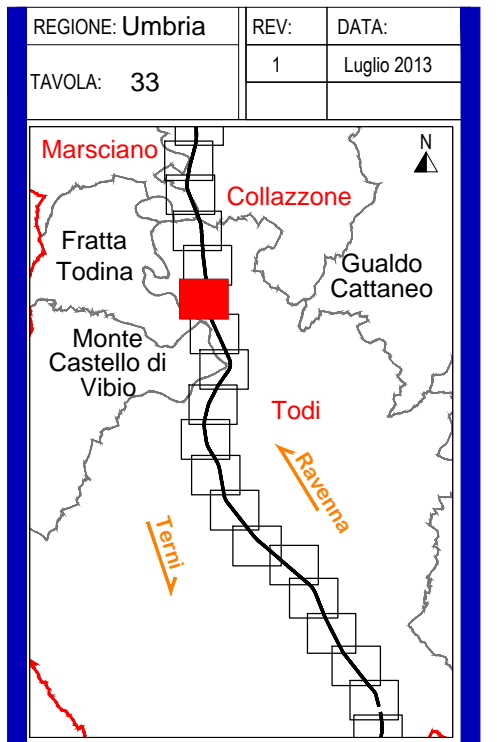 REGIONE: Umbria
REV:
DATA:
TAVOLA: 33
1
Luglio 2013
N
Marsciano
Collazzone
Fratta
Todina
Gualdo
Cattaneo
Monte
Castello di
Vibio
Todi
Ravenna
Terni